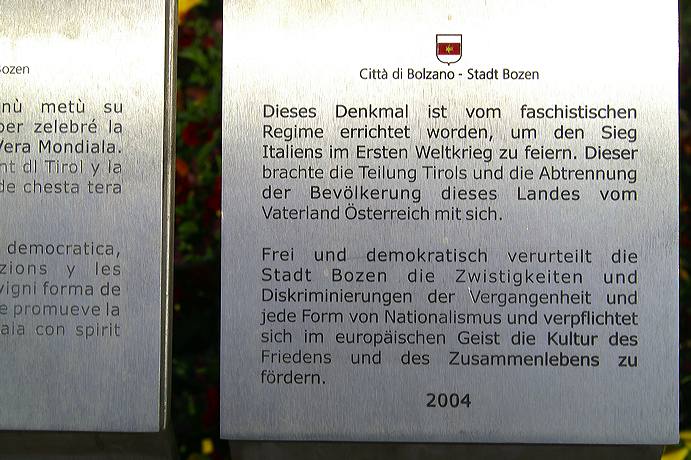 ozen
nù metù su
per zelebré la
Vera Mondiala.
nt dl Tirol y la
de chesta tera
democratica,
zions y les
vigni forma de
e promueve la
aia con spirit
Città di Bolzano - Stadt Bozen
Dieses Denkmal ist vom faschistischen
Regime errichtet worden, um den Sieg
Italiens im Ersten Weltkrieg zu feiern. Dieser
brachte die Teilung Tirols und die Abtrennung
der Bevölkerung dieses Landes vom
Vaterland Österreich mit sich.
Frei und demokratisch verurteilt die
Stadt Bozen die Zwistigkeiten und
Diskriminierungen der Vergangenheit und
jede Form von Nationalismus und verpflichtet
sich im europäischen Geist die Kultur des
Friedens und des Zusammenlebens zu
fördern.
2004